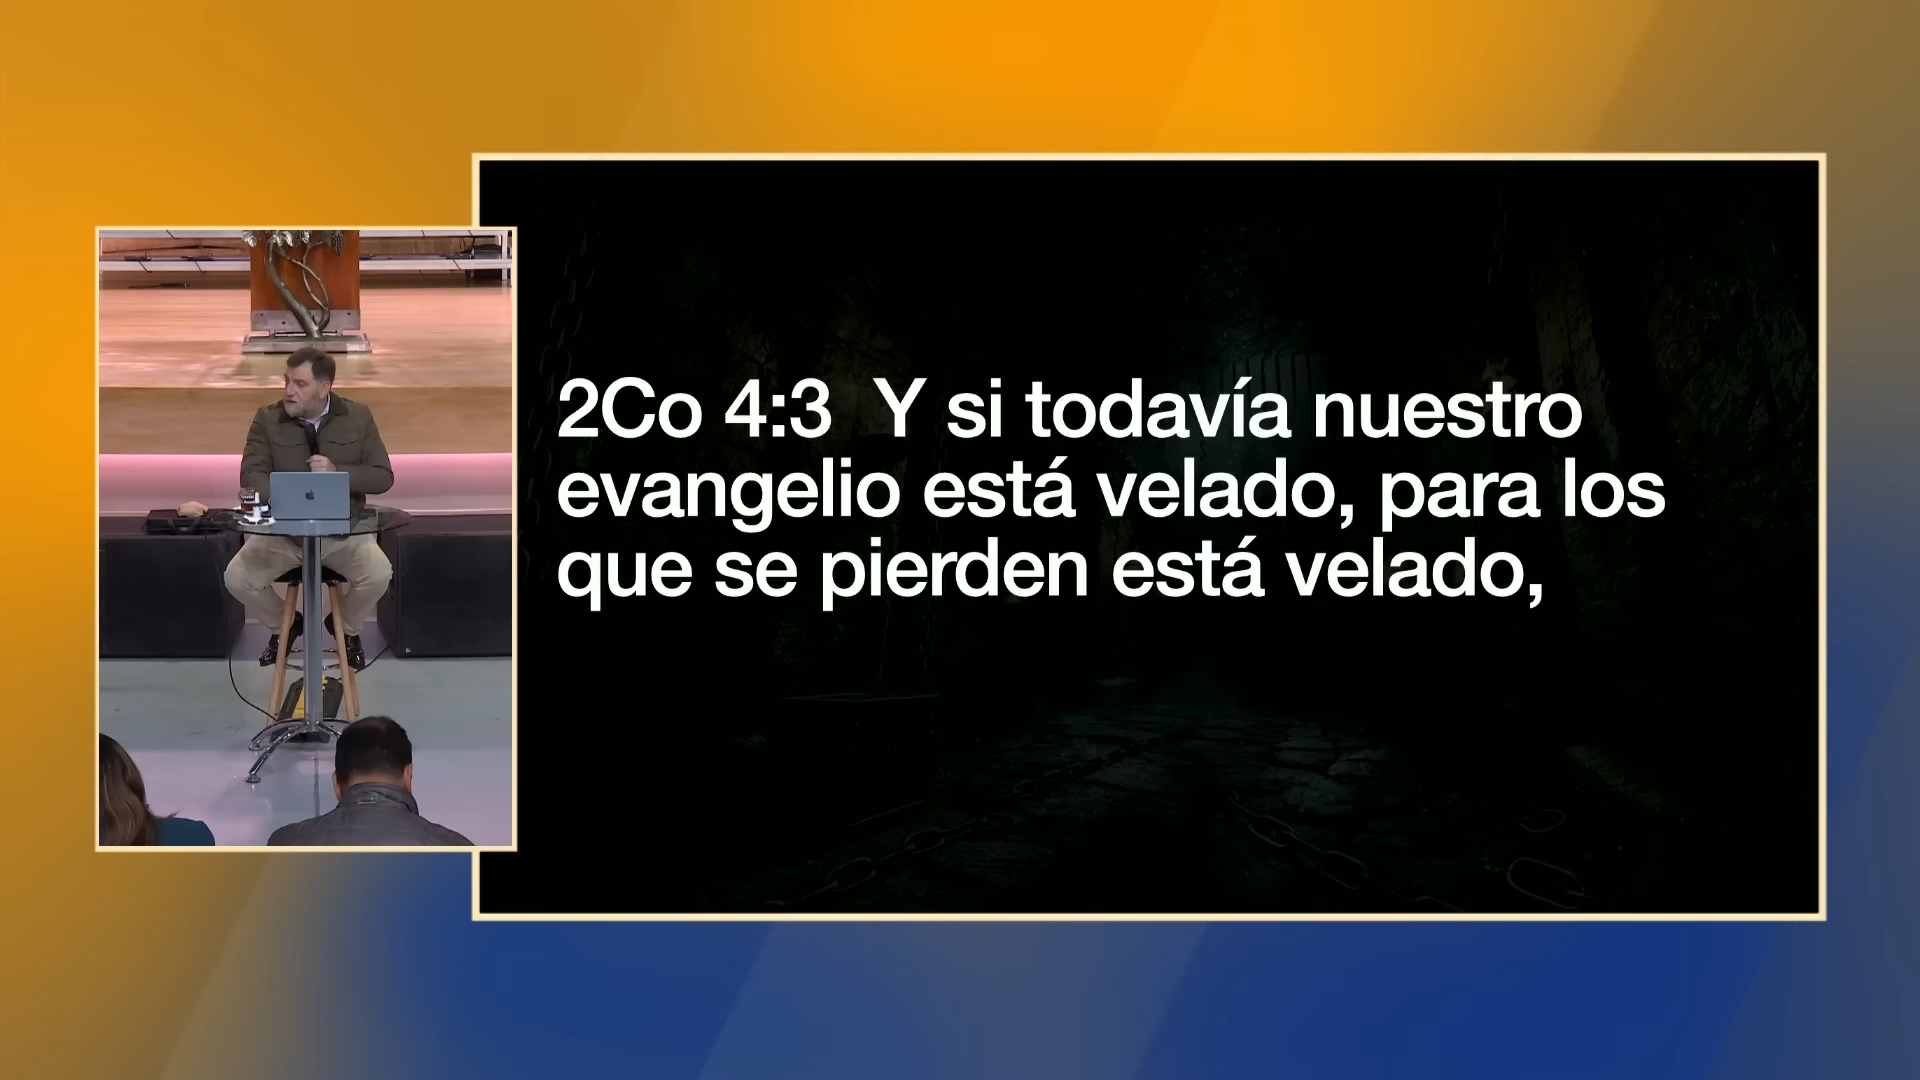 2Co 4:3  Y si todavía nuestro
evangelio está velado, para los
que se pierden está velado,